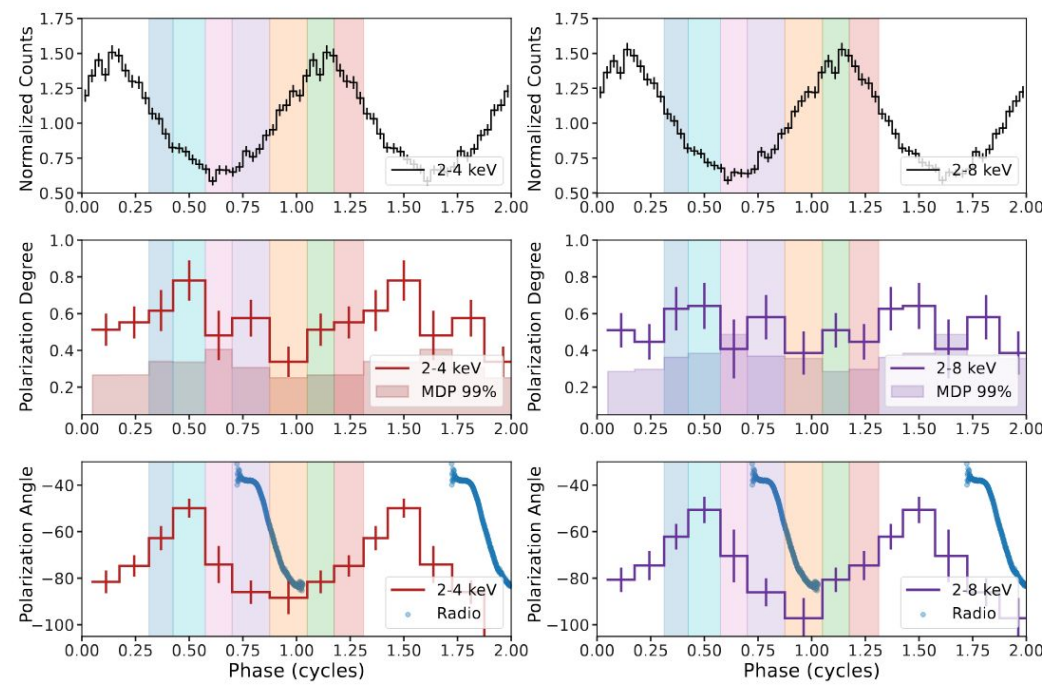 Normalized Counts
1.75
1.50
1.25
1.00
0.75
0.50
2-4 keV
0.00 0.25 0.50 0.75 1.00 1.25 1.50 1.75 2.00
Normalized Counts
1.75
1.50
1.25
1.00
0.75
0.50
2-8 keV
0.00 0.25 0.50 0.75 1.00 1.25 1.50 1.75 2.00
Polarization Degree
1.0
0.8
0.6
0.4
0.2
2-4 keV
MDP 99%
0.00 0.25 0.50 0.75 1.00 1.25 1.50 1.75 2.00
Polarization Degree
1.0
0.8
0.6
0.4
0.2
2-8 keV
MDP 99%
0.00 0.25 0.50 0.75 1.00 1.25 1.50 1.75 2.00
Polarization Angle
−40
−60
−80
−100
2-4 keV
Radio
0.00 0.25 0.50 0.75 1.00 1.25 1.50 1.75 2.00
Phase (cycles)
Polarization Angle
−40
−60
−80
−100
2-8 keV
Radio
0.00 0.25 0.50 0.75 1.00 1.25 1.50 1.75 2.00
Phase (cycles)